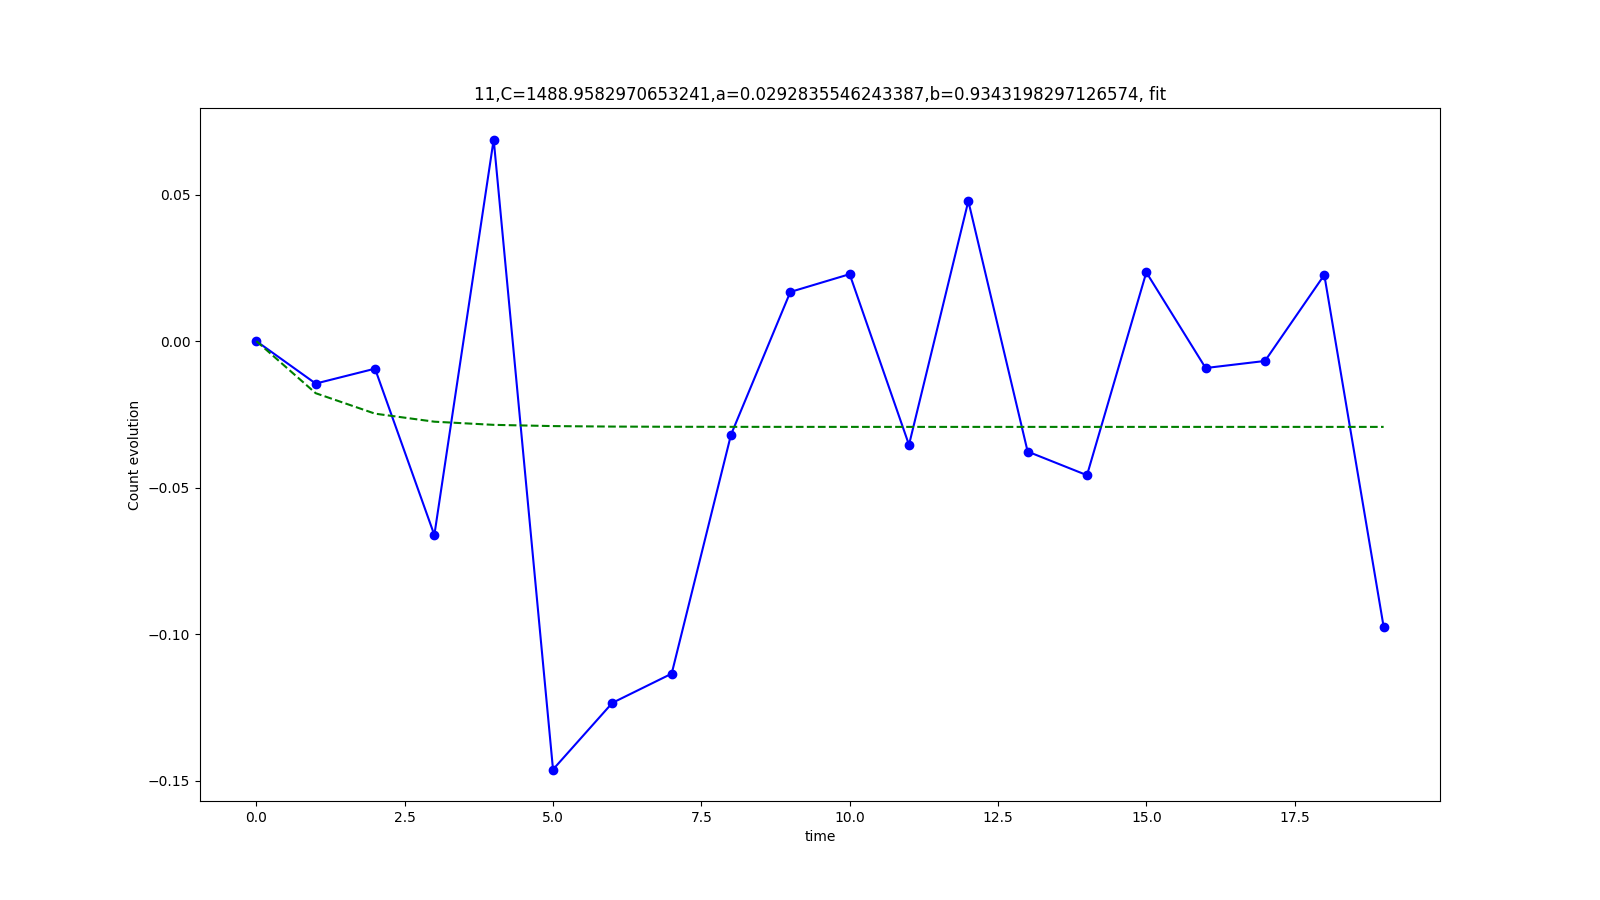 11,C=1488.9582970653241,a=0.0292835546243387,b=0.9343198297126574, fit
0.05
0.00
−0.05
−0.10
−0.15
Count evolution
0.0 2.5 5.0 7.5 10.0 12.5 15.0 17.5
time